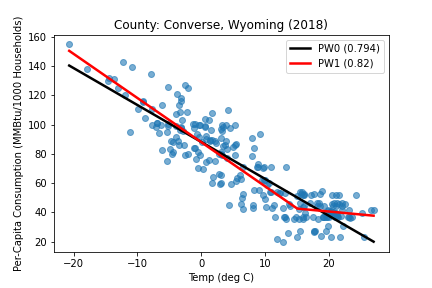 County: Converse, Wyoming (2018)
PW0 (0.794)
PW1 (0.82)
Per-Capita Consumption (MMBtu/1000 Households)
160
140
120
100
80
60
40
20
−20 −10 0 10 20
Temp (deg C)